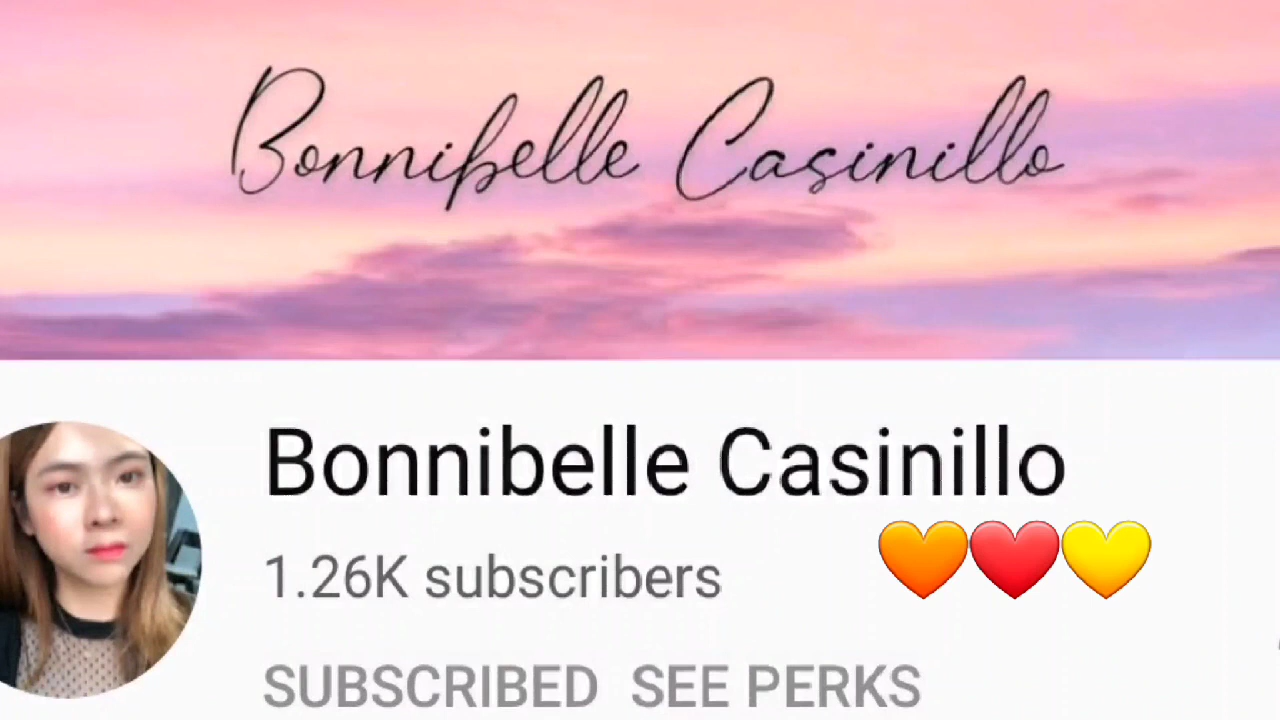 Bonnibelle Casinillo
Bonnibelle Casinillo
🧡❤️💛
1.26K subscribers
SUBSCRIBED SEE PERKS